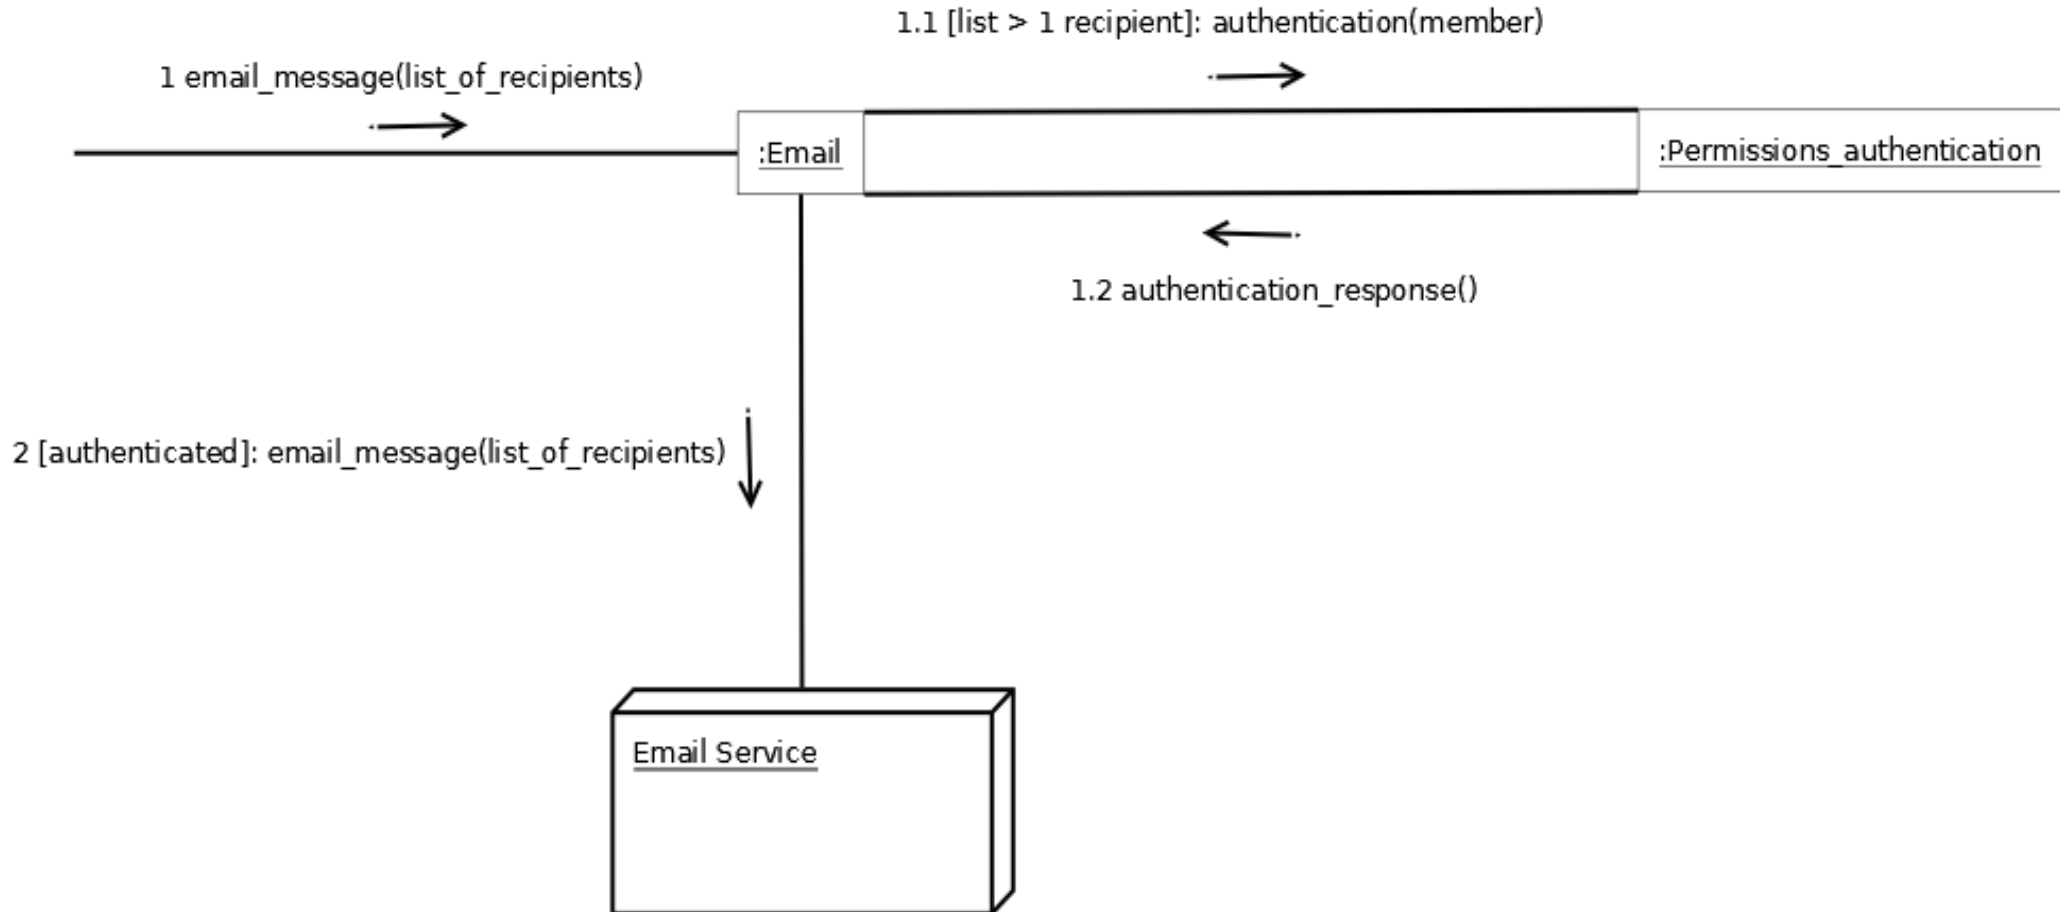 1.1 [list > 1 recipient]: authentication(member)
1 email_message(list_of_recipients)
:Email
:Permissions_authentication
1.2 authentication_response()
2 [authenticated]: email_message(list_of_recipients)
Email Service